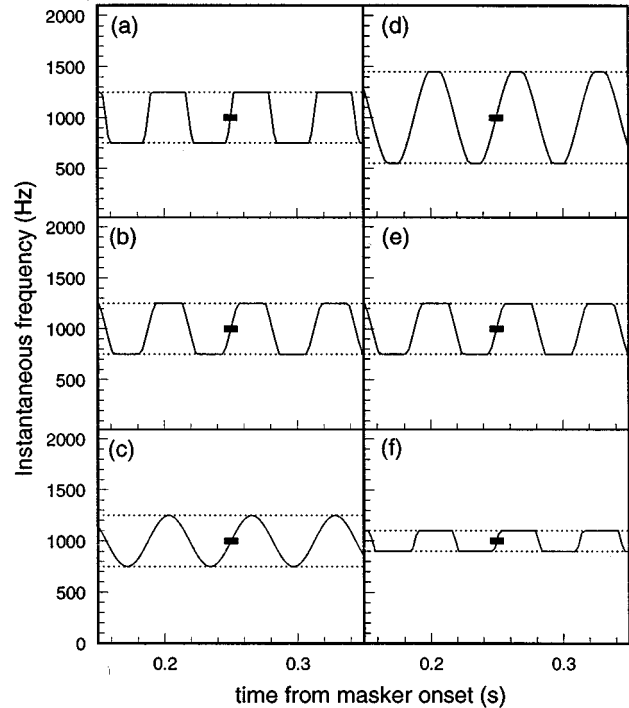 (a)
(d)
2000
1500
1000
500
(b)
(e)
2000
1500
1000
500
(c)
(f)
2000
1500
1000
500
0
0.2
0.3
0.2
0.3
Instantaneous frequency (Hz)
time from masker onset (s)